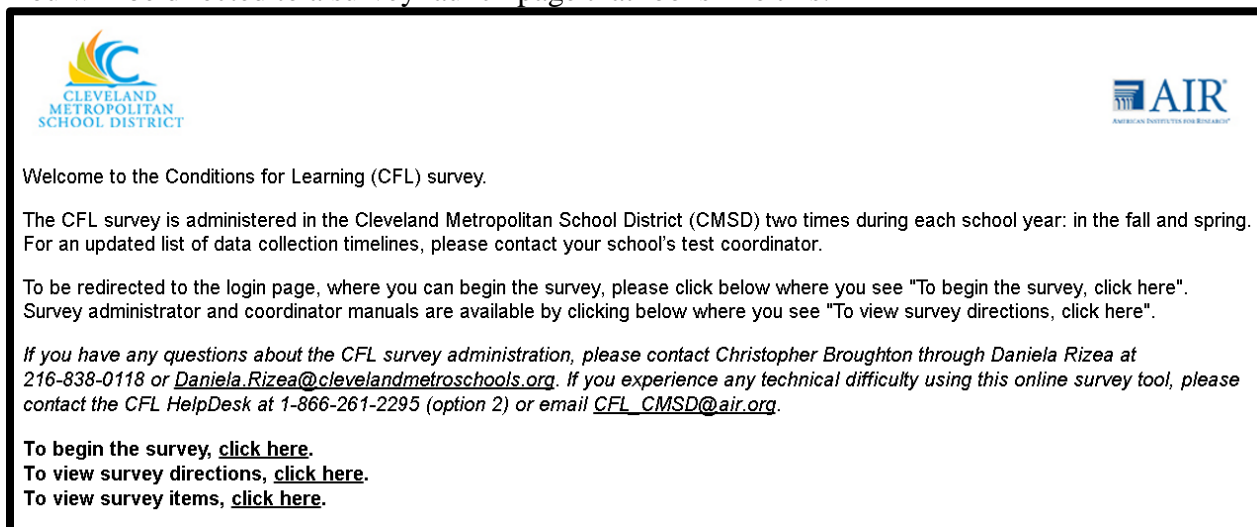 CLEVELAND
METROPOLITAN
SCHOOL DISTRICT
AIR
AMERICAN INSTITUTES FOR RESEARCH®
Welcome to the Conditions for Learning (CFL) survey.
The CFL survey is administered in the Cleveland Metropolitan School District (CMSD) two times during each school year: in the fall and spring.
For an updated list of data collection timelines, please contact your school's test coordinator.
To be redirected to the login page, where you can begin the survey, please click below where you see "To begin the survey, click here".
Survey administrator and coordinator manuals are available by clicking below where you see "To view survey directions, click here".
If you have any questions about the CFL survey administration, please contact Christopher Broughton through Daniela Rizea at
216-838-0118 or Daniela.Rizea@clevelandmetroschools.org. If you experience any technical difficulty using this online survey tool, please
contact the CFL HelpDesk at 1-866-261-2295 (option 2) or email CFL_CMSD@air.org.
To begin the survey, click here.
To view survey directions, click here.
To view survey items, click here.